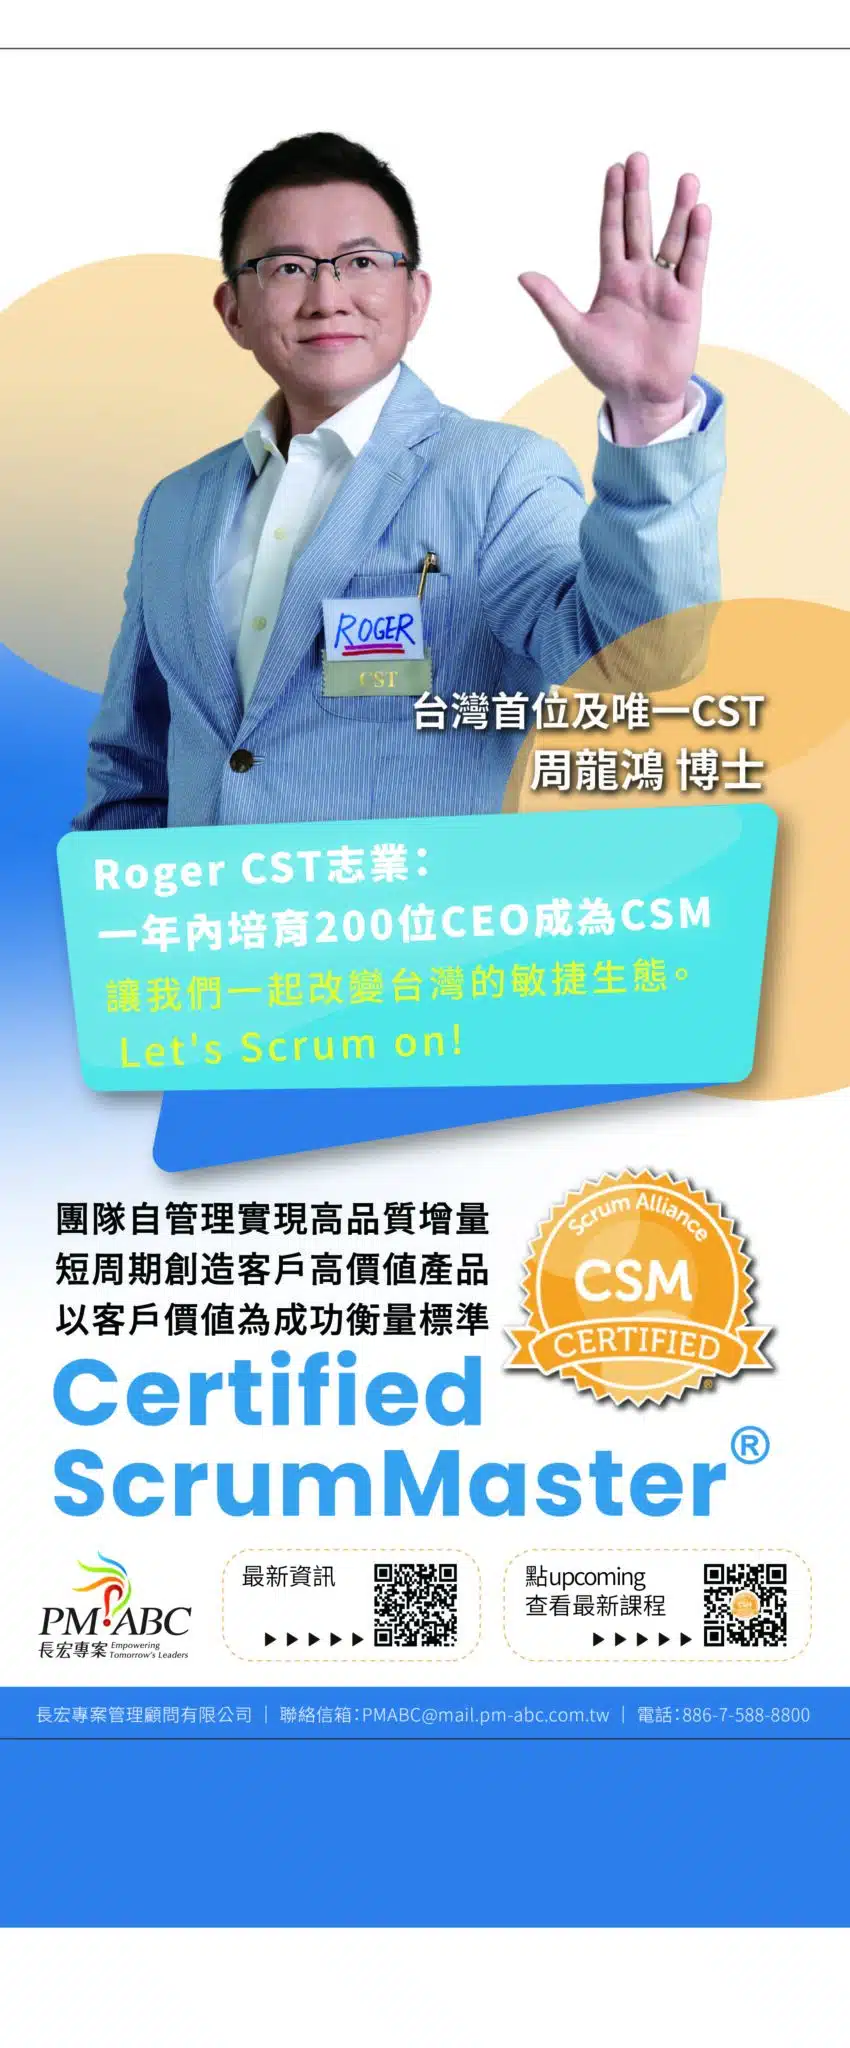 ROGER
CST
台灣首位及唯一CST
周龍鴻 博士
Roger CST志業：
一年內培育200位CEO成為CSM
讓我們一起改變台灣的敏捷生態。
Let's Scrum on!
團隊自管理實現高品質增量
短周期創造客戶高價值產品
以客戶價值為成功衡量標準
Scrum Alliance
CSM
CERTIFIED
®
Certified
ScrumMaster®
PMABC
長宏專案
Empowering
Tomorrow's Leaders
最新資訊
點upcoming
查看最新課程
CSM
長宏專案管理顧問有限公司｜聯絡信箱：PMABC@mail.pm-abc.com.tw｜電話：886-7-588-8800